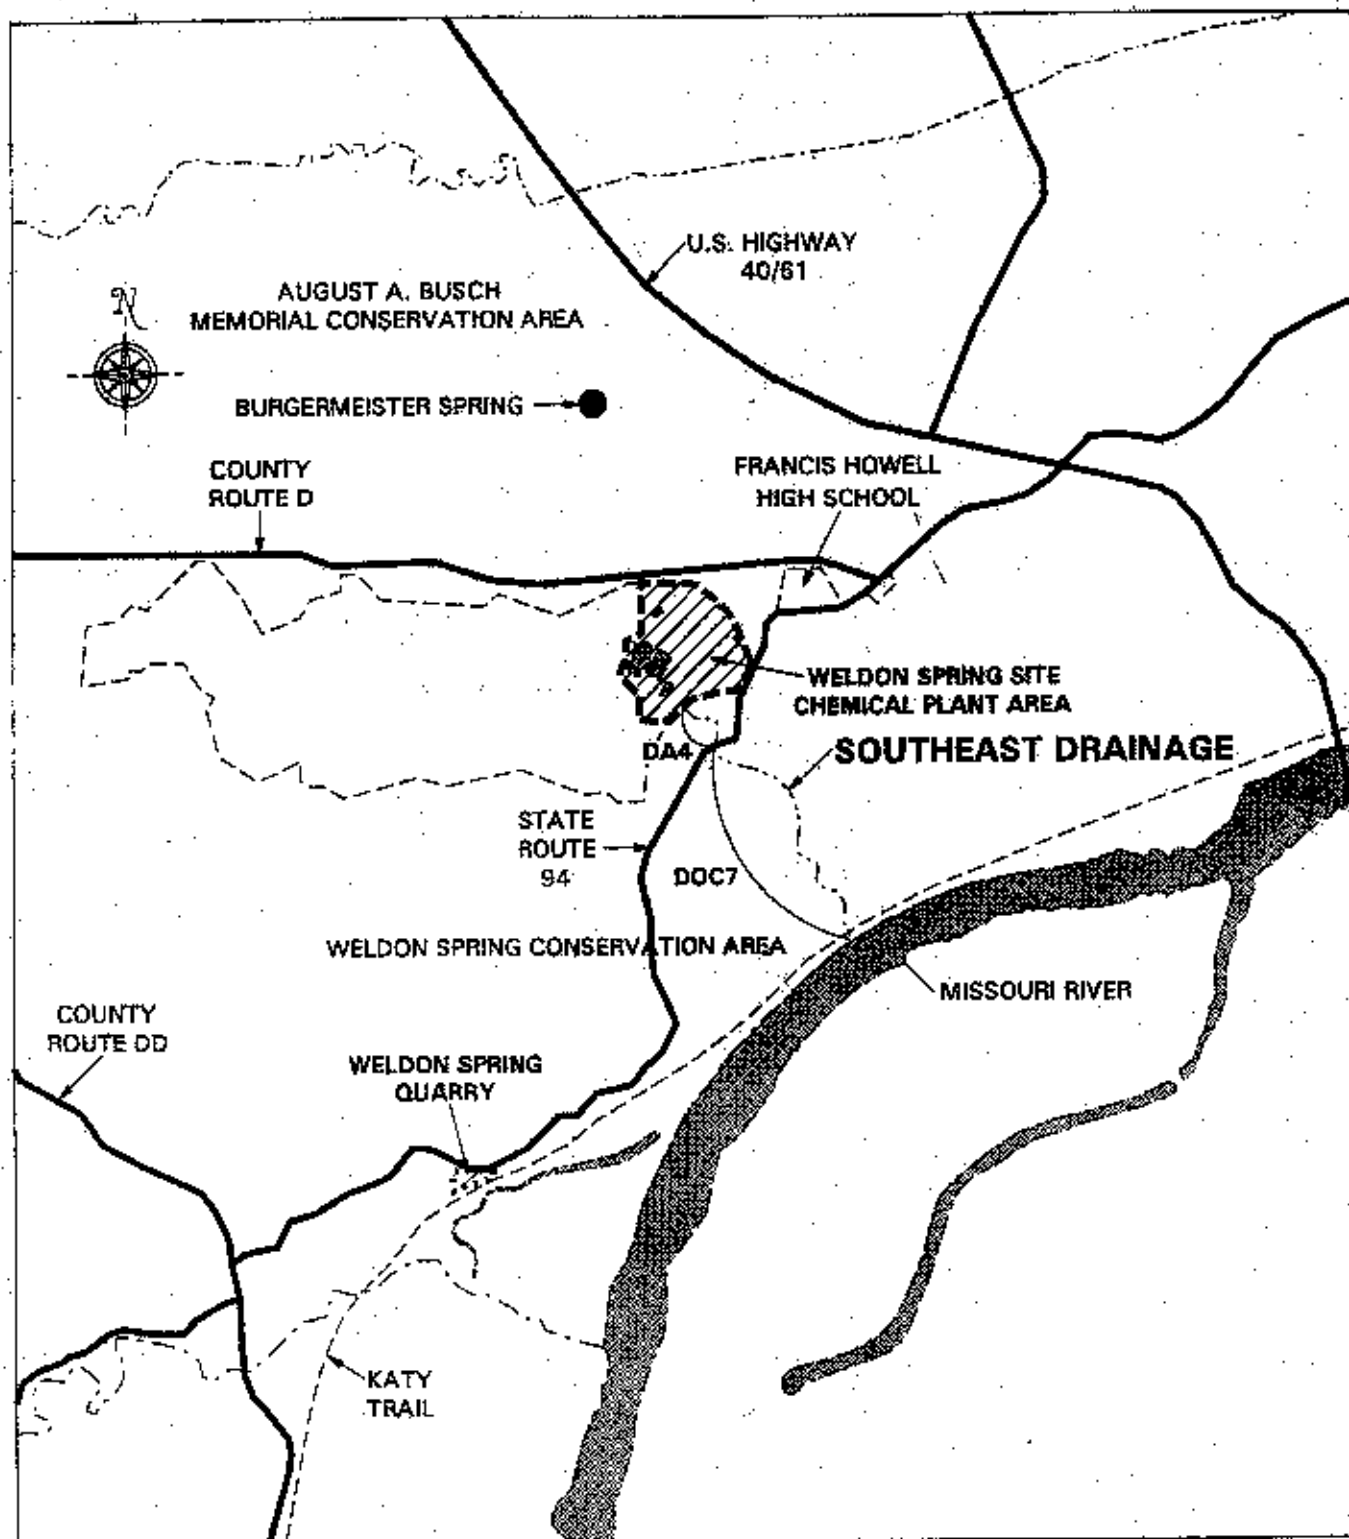 U.S. HIGHWAY
40/61
N
AUGUST A. BUSCH
MEMORIAL CONSERVATION AREA
BURGERMEISTER SPRING
COUNTY
ROUTE D
FRANCIS HOWELL
HIGH SCHOOL
WELDON SPRING SITE
CHEMICAL PLANT AREA
DA4
SOUTHEAST DRAINAGE
STATE
ROUTE
94
DOC7
WELDON SPRING CONSERVATION AREA
MISSOURI RIVER
COUNTY
ROUTE DD
WELDON SPRING
QUARRY
KATY
TRAIL